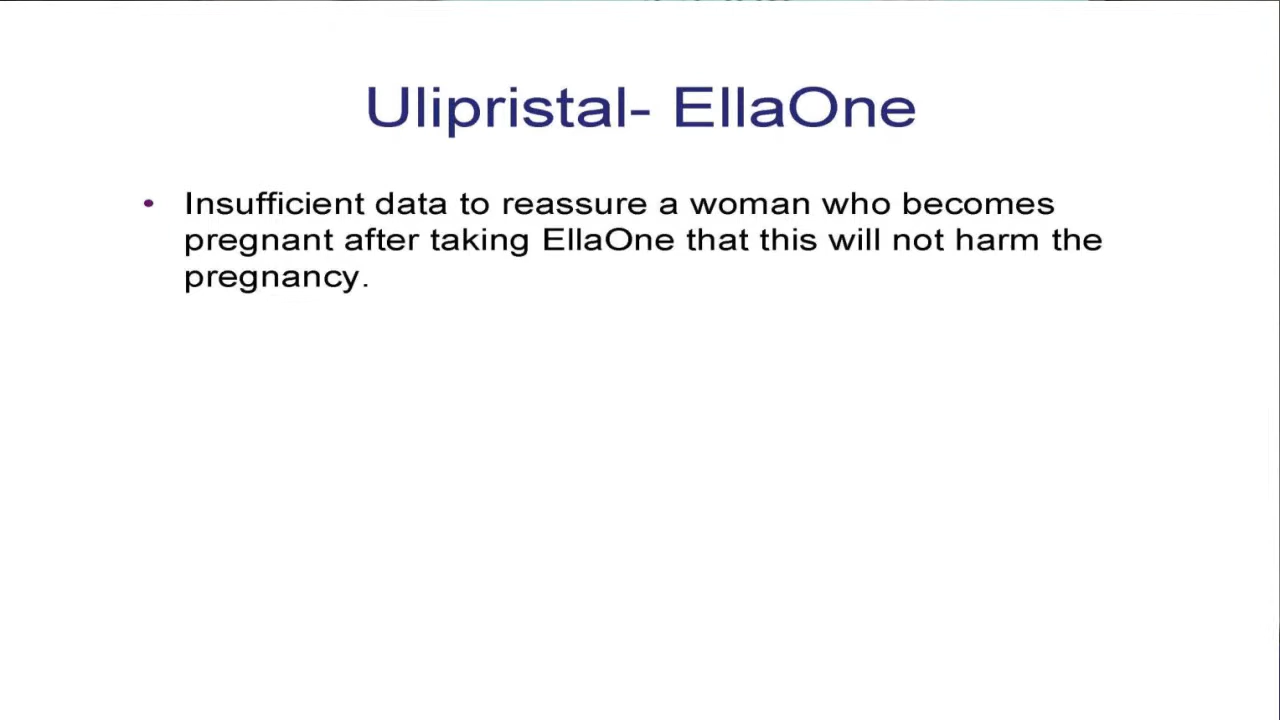 Ulipristal- EllaOne
• Insufficient data to reassure a woman who becomes
pregnant after taking EllaOne that this will not harm the
pregnancy.